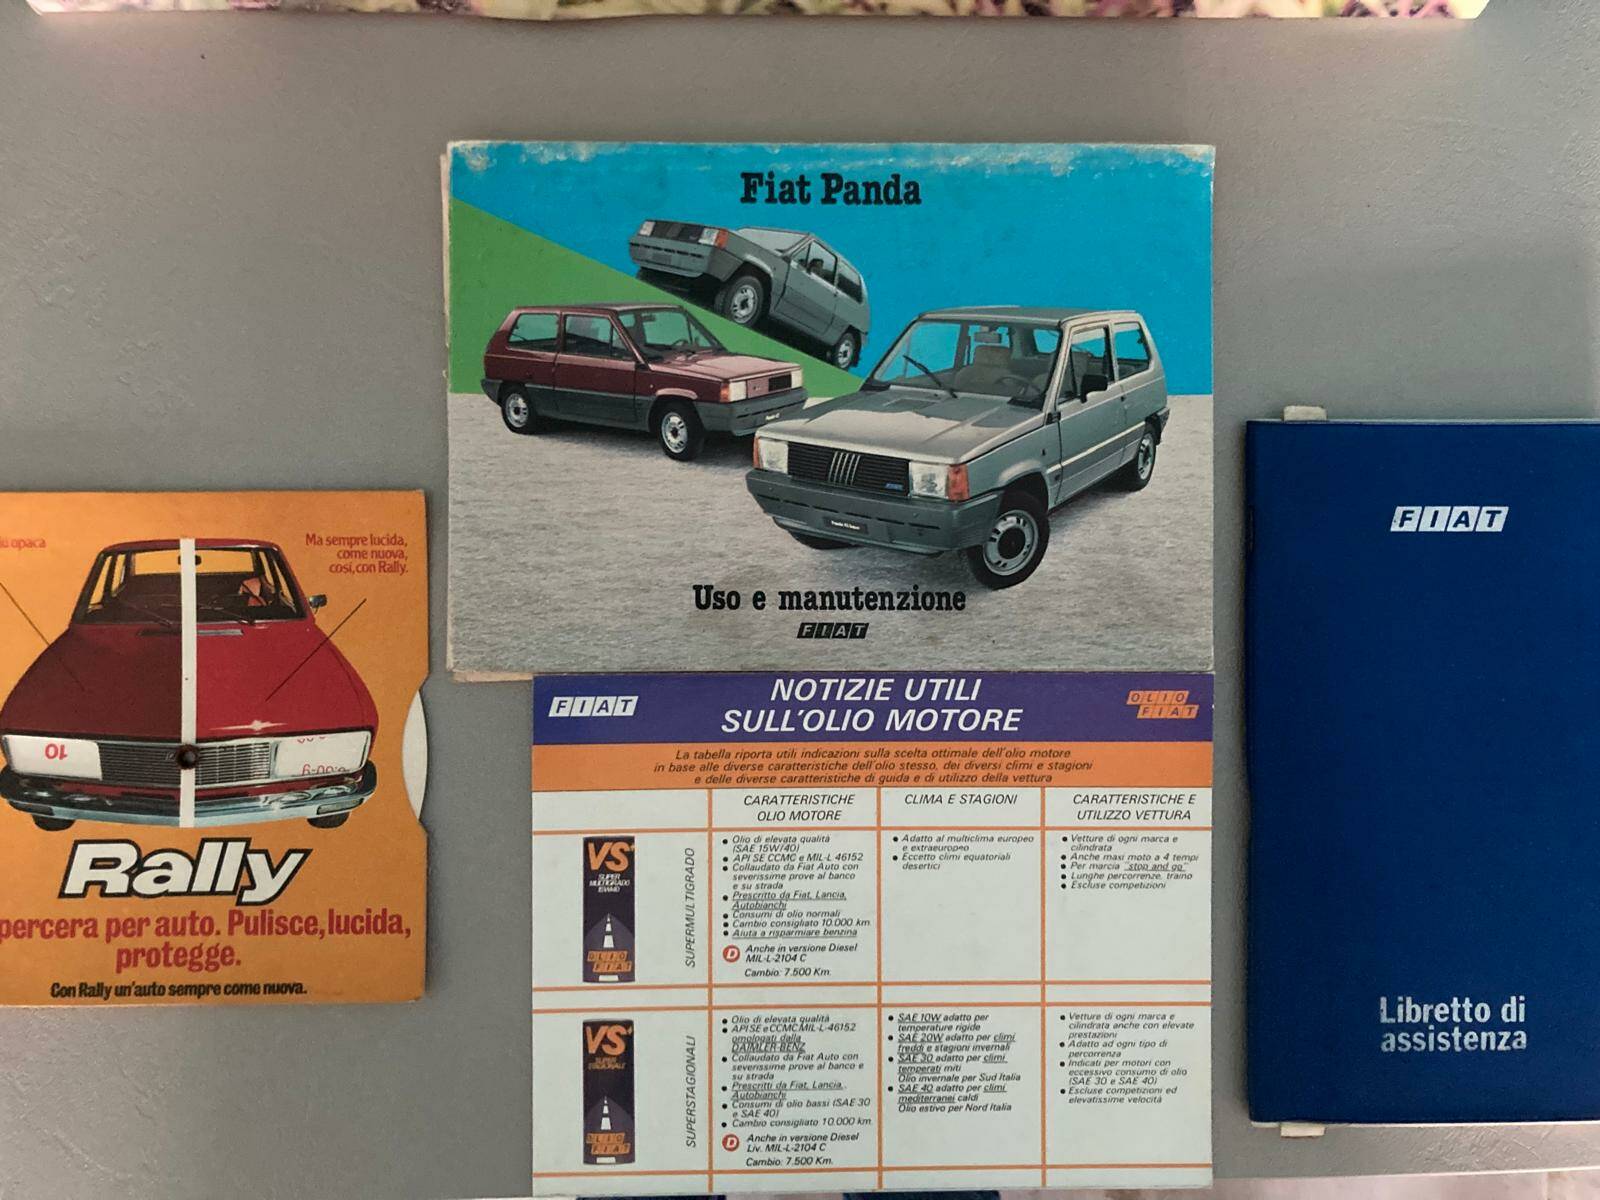 Fiat Panda
Uso e manutenzione
FIAT
opaca
Ma sempre lucida,
come nuova,
così, con Rally.
10
Rally
percera per auto. Pulisce, lucida,
protegge.
Con Rally un'auto sempre come nuova.
FIAT
NOTIZIE UTILI
SULL'OLIO MOTORE
OLIO
FIAT
La tabella riporta utili indicazioni sulla scelta ottimale dell'olio motore
in base alle diverse caratteristiche dell'olio stesso, dei diversi climi e stagioni
e delle diverse caratteristiche di guida e di utilizzo della vettura
CARATTERISTICHE
OLIO MOTORE
CLIMA E STAGIONI
CARATTERISTICHE E
UTILIZZO VETTURA
VS+
SUPER
MULTIGRADO
15W/40
OLIO
FIAT
SUPERMULTIGRADO
• Olio di elevata qualità
(SAE 15W/40)
• API SE CCMC e MIL-L 46152
• Collaudato da Fiat Auto con
severissime prove al banco
e su strada
• Prescritto da Fiat, Lancia,
Autobianchi
• Consumi di olio normali
• Cambio consigliato 10.000 km
• Aiuta a risparmiare benzina
D Anche in versione Diesel
MIL-L-2104 C
Cambio: 7.500 Km.
• Adatto al multiclima europeo
e extraeuropeo
• Eccetto climi equatoriali
desertici
• Vetture di ogni marca e
cilindrata
• Anche maxi moto a 4 tempi
• Per marcia "stop and go"
• Lunghe percorrenze, traino
• Escluse competizioni
VS+
SUPER
STAGIONALE
OLIO
FIAT
SUPERSTAGIONALI
• Olio di elevata qualità
• API SE e CCMC MIL-L-46152
omologati dalla
DAIMLER-BENZ
• Collaudato da Fiat Auto con
severissime prove al banco e
su strada
• Prescritti da Fiat, Lancia,
Autobianchi
• Consumi di olio bassi (SAE 30
e SAE 40)
• Cambio consigliato 10.000 km
D Anche in versione Diesel
Liv. MIL-L-2104 C
Cambio: 7.500 Km.
• SAE 10W adatto per
temperature rigide
• SAE 20W adatto per climi
freddi e stagioni invernali
• SAE 30 adatto per climi
temperati miti
Olio invernale per Sud Italia
• SAE 40 adatto per climi
mediterranei caldi
Olio estivo per Nord Italia
• Vetture di ogni marca e
cilindrata anche con elevate
prestazioni
• Adatto ad ogni tipo di
percorrenza
• Indicati per motori con
eccessivo consumo di olio
(SAE 30 e SAE 40)
• Escluse competizioni ed
elevatissime velocità
FIAT
Libretto di
assistenza